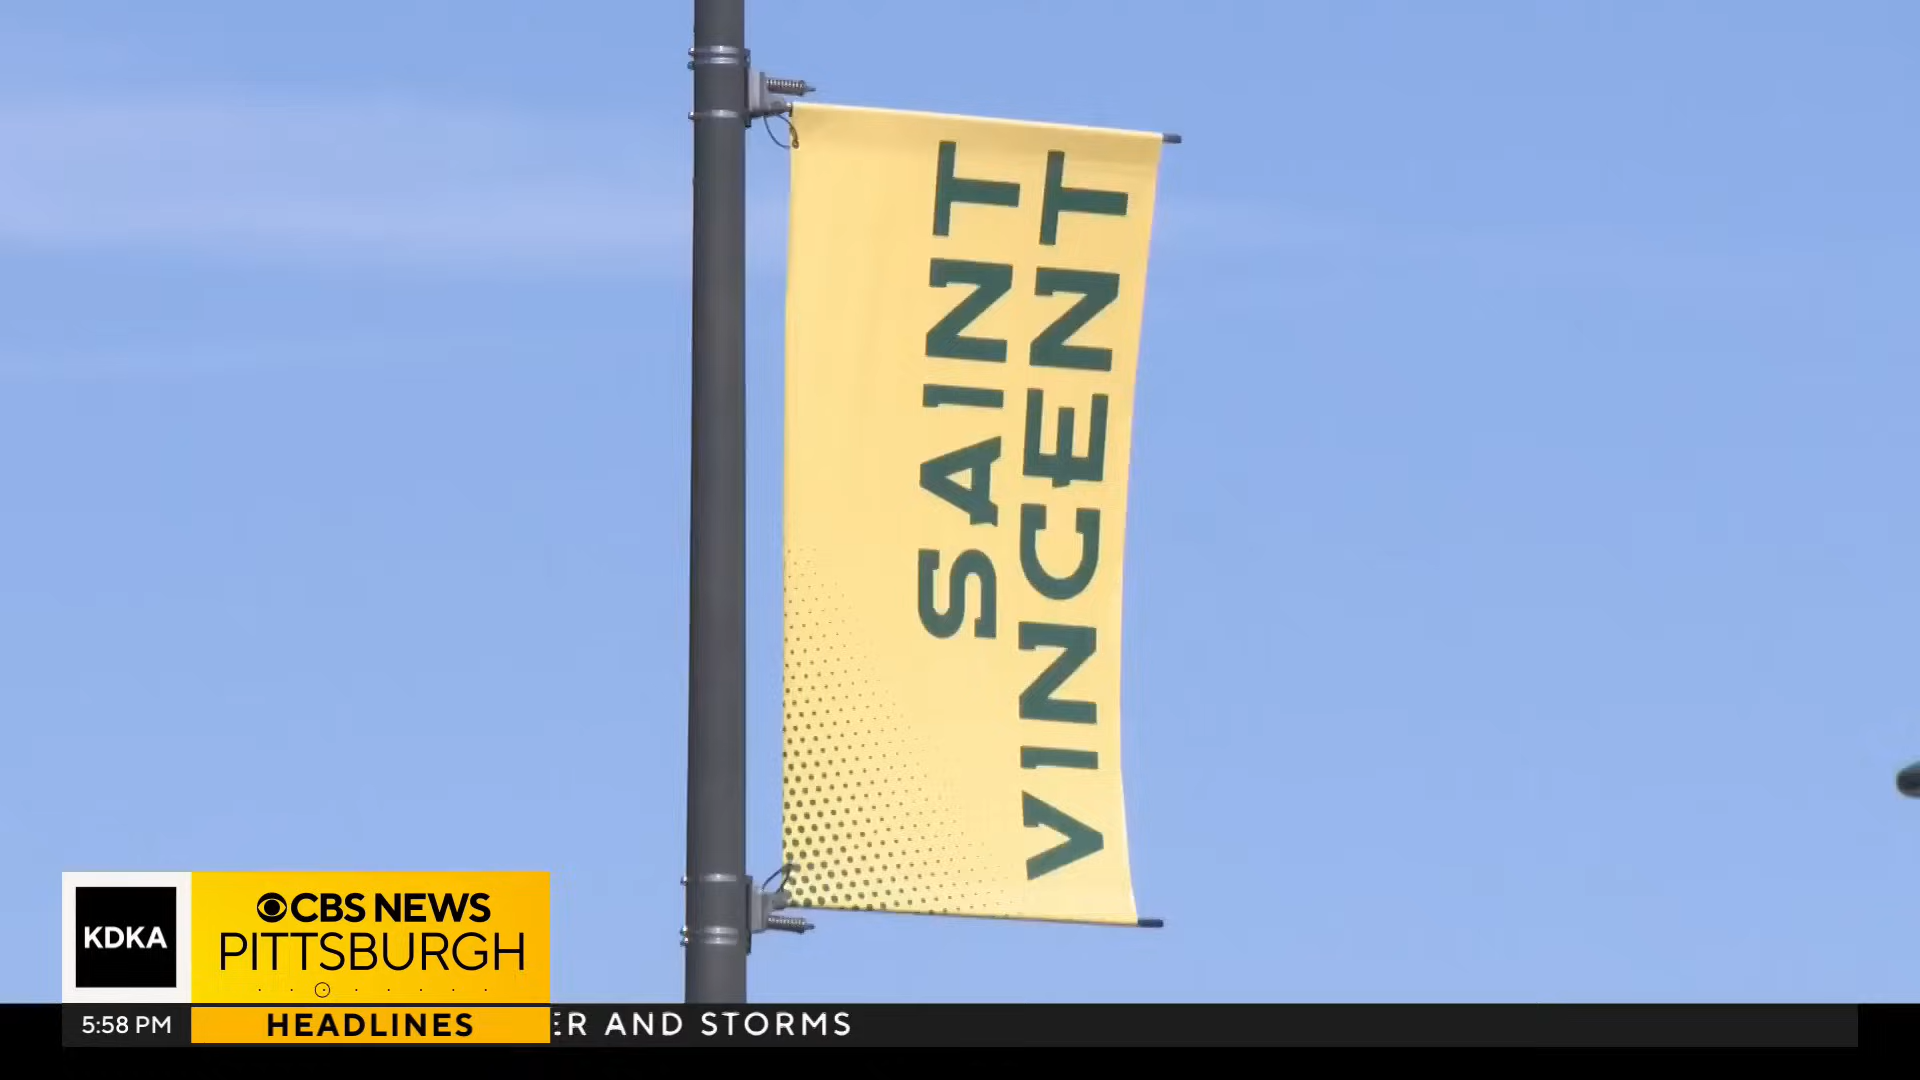 SAINT
VINCENT
KDKA
CBS NEWS
PITTSBURGH
5:58 PM
HEADLINES
AND STORMS